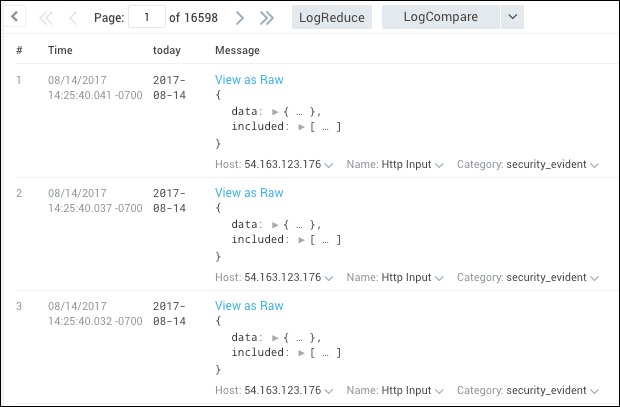 Page: 1 of 16598 LogReduce LogCompare
# Time today Message
1 08/14/2017 2017- View as Raw
14:25:40.041 -0700 08-14 {
data: ▶ { … },
included: ▶ [ … ]
}
Host: 54.163.123.176 Name: Http Input Category: security_evident
2 08/14/2017 2017- View as Raw
14:25:40.037 -0700 08-14 {
data: ▶ { … },
included: ▶ [ … ]
}
Host: 54.163.123.176 Name: Http Input Category: security_evident
3 08/14/2017 2017- View as Raw
14:25:40.032 -0700 08-14 {
data: ▶ { … },
included: ▶ [ … ]
}
Host: 54.163.123.176 Name: Http Input Category: security_evident